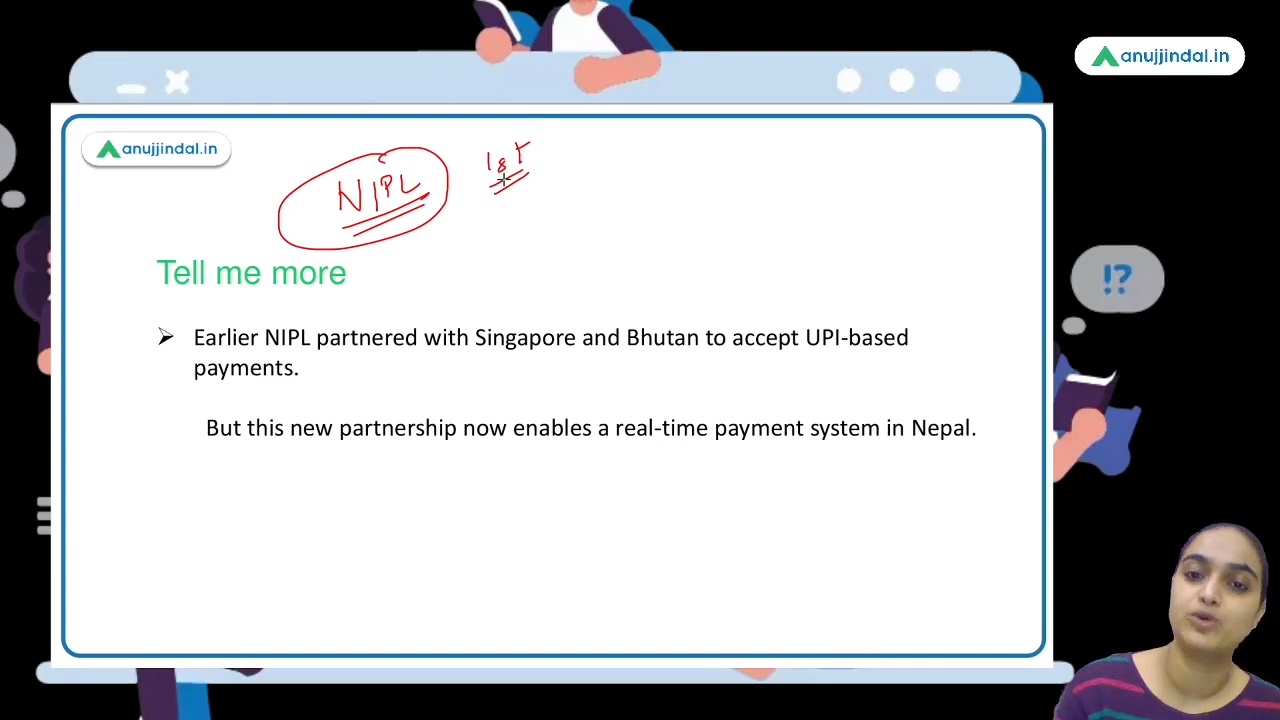 anujjindal.in
anujjindal.in
NIPL
1st
Tell me more
!?
➢ Earlier NIPL partnered with Singapore and Bhutan to accept UPI-based
payments.
But this new partnership now enables a real-time payment system in Nepal.